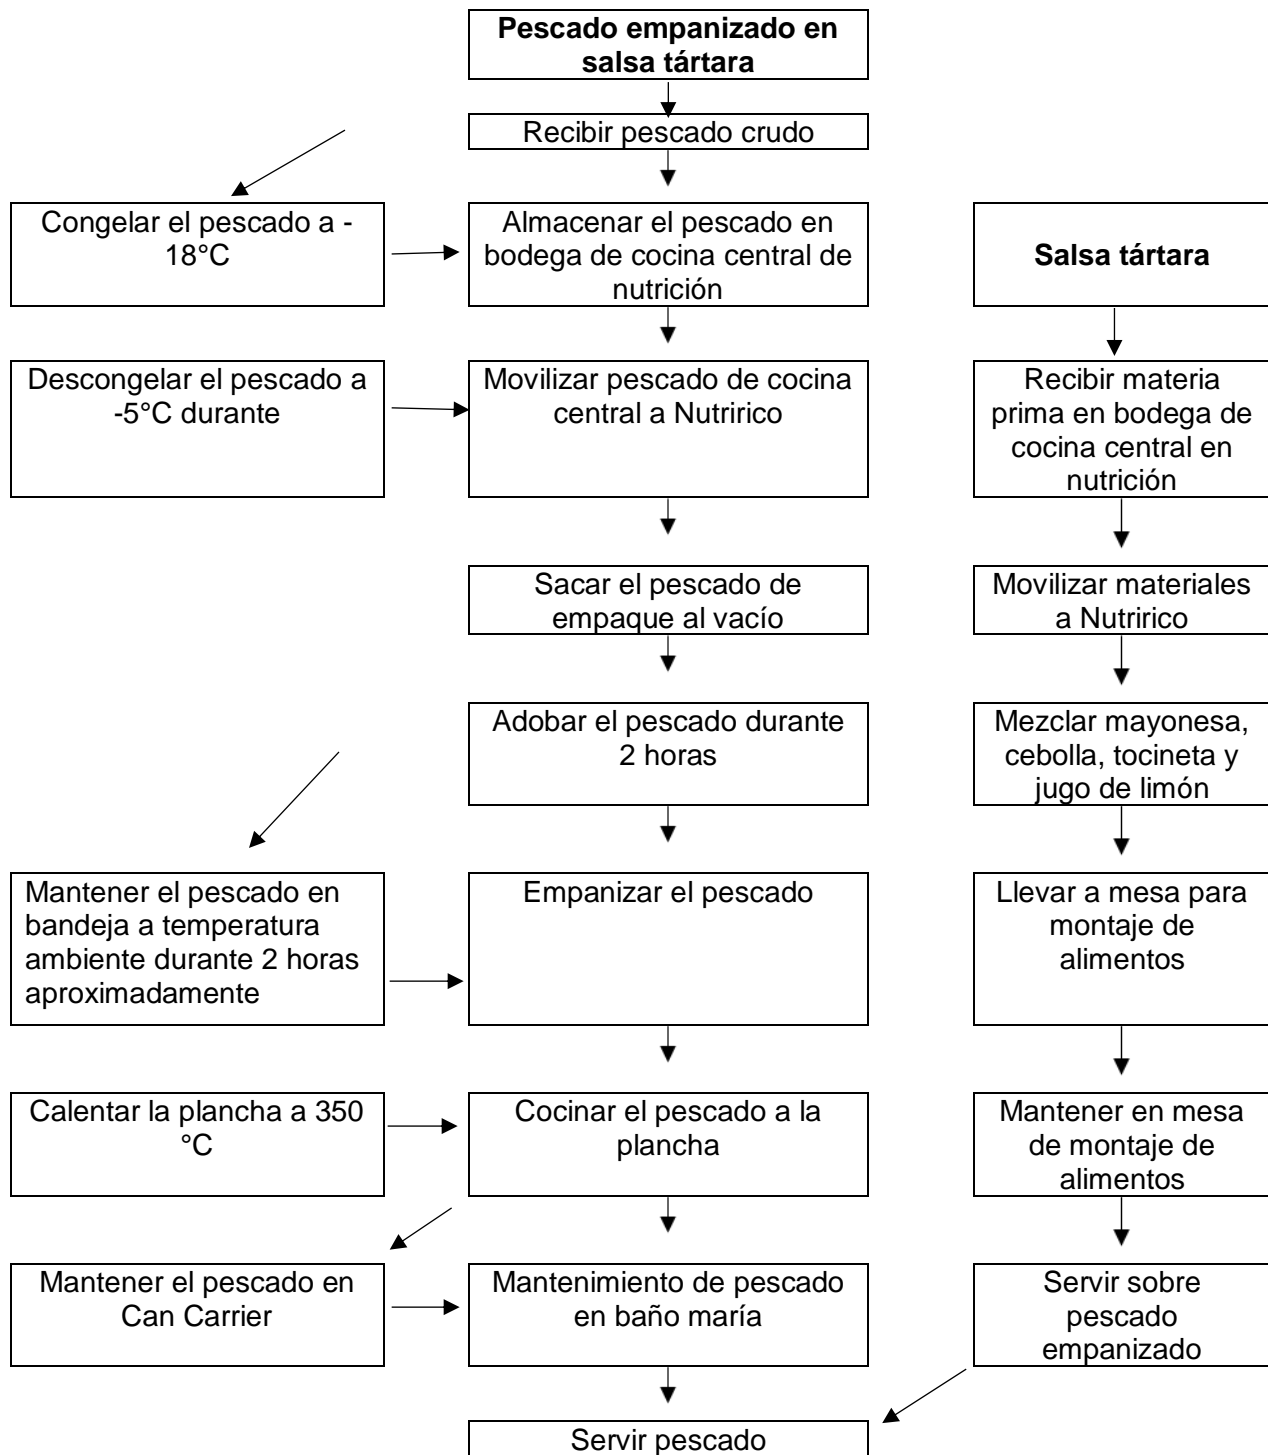 Pescado empanizado en
salsa tártara
Recibir pescado crudo
Congelar el pescado a -
18°C
Almacenar el pescado en
bodega de cocina central de
nutrición
Salsa tártara
Descongelar el pescado a
-5°C durante
Movilizar pescado de cocina
central a Nutririco
Recibir materia
prima en bodega de
cocina central en
nutrición
Sacar el pescado de
empaque al vacío
Movilizar materiales
a Nutririco
Adobar el pescado durante
2 horas
Mezclar mayonesa,
cebolla, tocineta y
jugo de limón
Mantener el pescado en
bandeja a temperatura
ambiente durante 2 horas
aproximadamente
Empanizar el pescado
Llevar a mesa para
montaje de
alimentos
Calentar la plancha a 350
°C
Cocinar el pescado a la
plancha
Mantener en mesa
de montaje de
alimentos
Mantener el pescado en
Can Carrier
Mantenimiento de pescado
en baño maría
Servir sobre
pescado
empanizado
Servir pescado